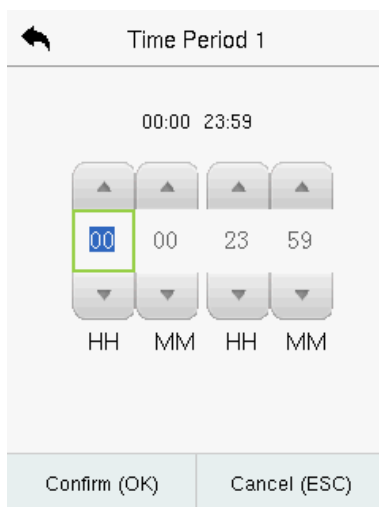 Time Period 1
00:00 23:59
00 00 23 59
HH MM HH MM
Confirm (OK) Cancel (ESC)